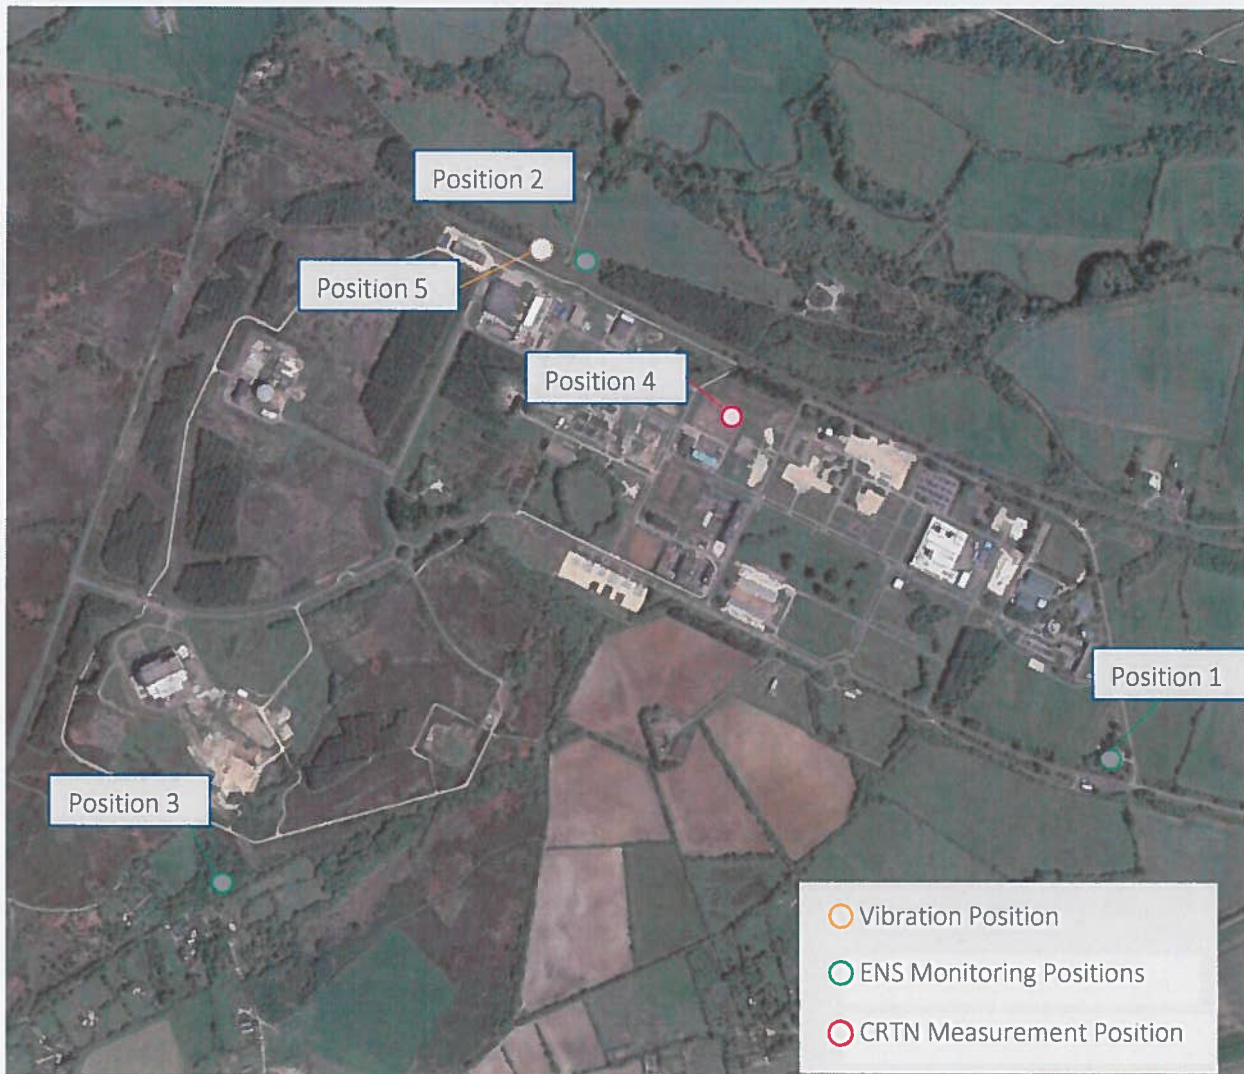 Position 2
Position 5
Position 4
Position 1
Position 3
Vibration Position
ENS Monitoring Positions
CRTN Measurement Position